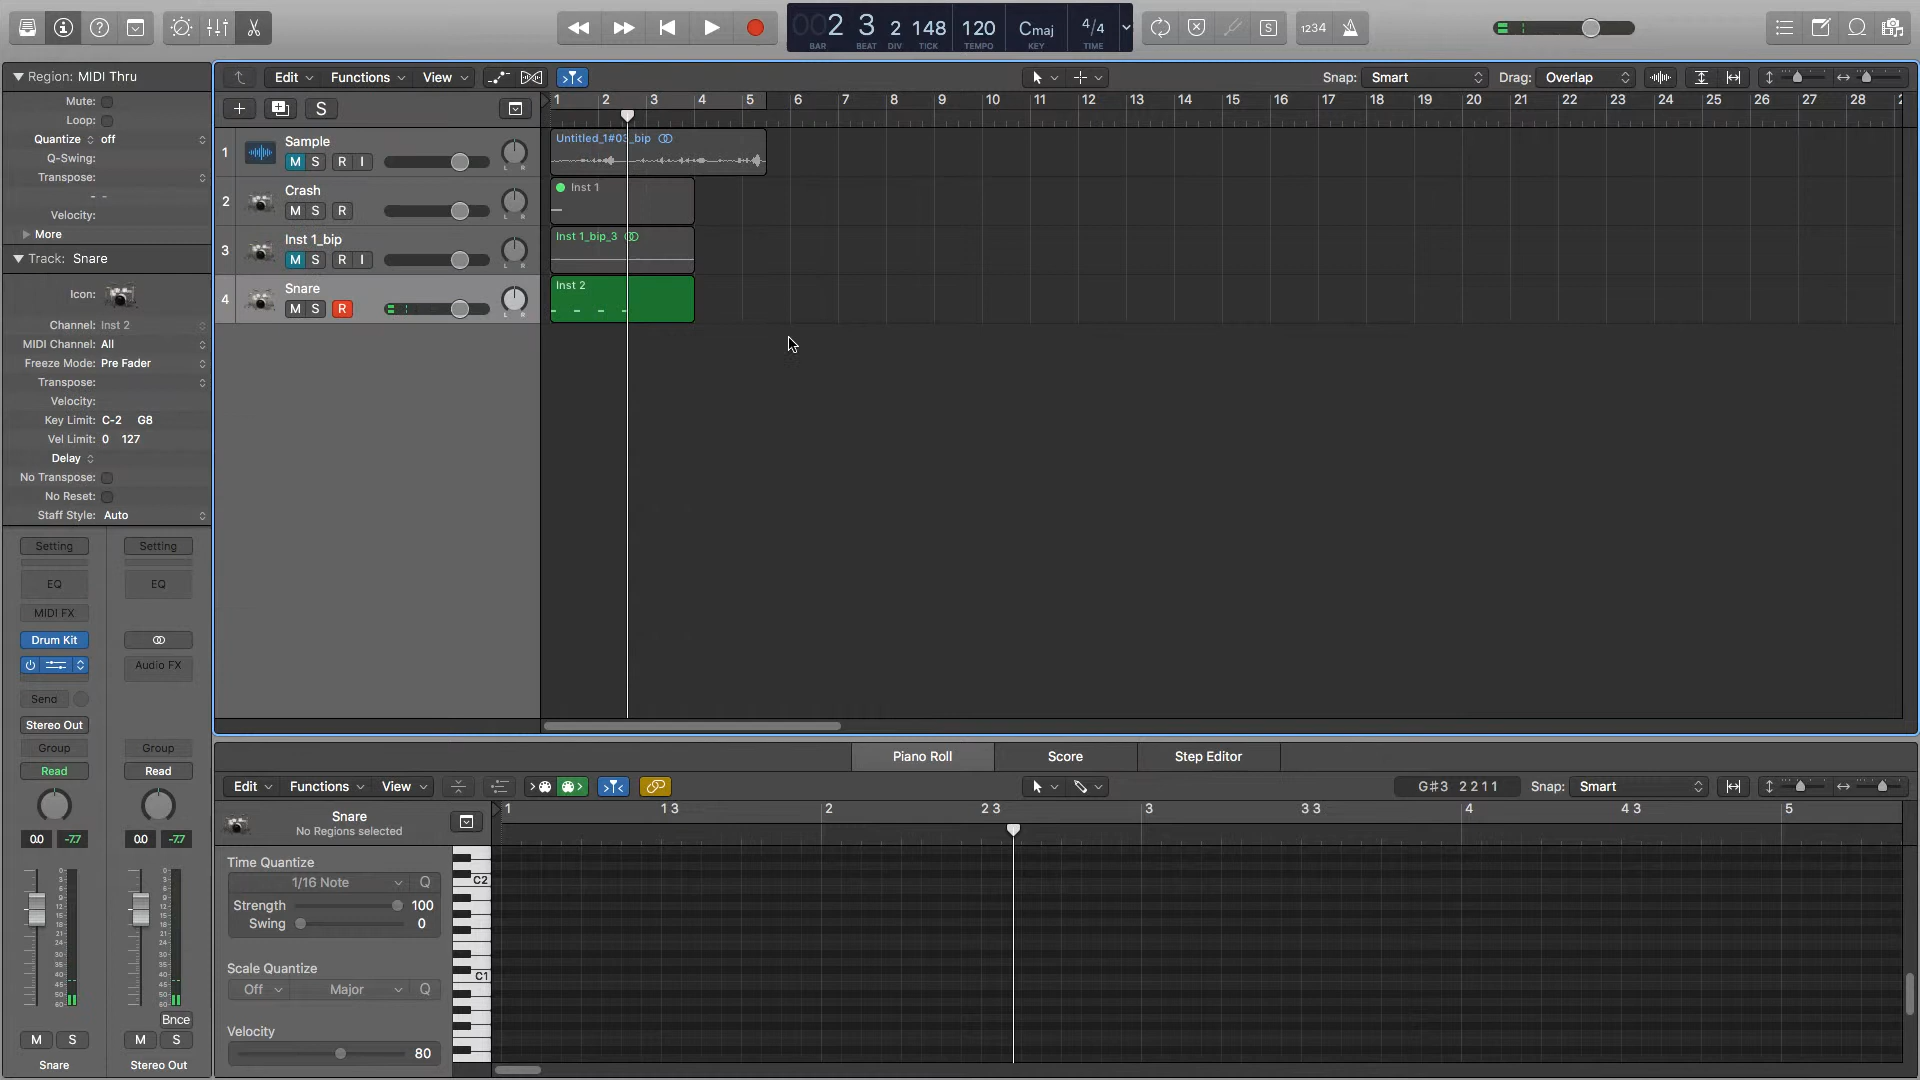 2 3 2 148 120 Cmaj 4/4
BAR BEAT DIV TICK TEMPO KEY TIME
1234
Region: MIDI Thru
Mute:
Loop:
Quantize off
Q-Swing:
Transpose:
Velocity:
More
Track: Snare
Icon:
Channel: Inst 2
MIDI Channel: All
Freeze Mode: Pre Fader
Transpose:
Velocity:
Key Limit: C-2 G8
Vel Limit: 0 127
Delay
No Transpose:
No Reset:
Staff Style: Auto
Setting Setting
EQ EQ
MIDI FX
Drum Kit
Audio FX
Send
Stereo Out
Group Group
Read Read
0.0 -7.7 0.0 -7.7
Bnce
M S M S
Snare Stereo Out
Edit Functions View Snap: Smart Drag: Overlap
S
1 2 3 4 5 6 7 8 9 10 11 12 13 14 15 16 17 18 19 20 21 22 23 24 25 26 27 28
1 Sample
M S R I
Untitled_1#03_bip
2 Crash
M S R
Inst 1
3 Inst 1_bip
M S R I
Inst 1_bip_3
4 Snare
M S R
Inst 2
Piano Roll Score Step Editor
Edit Functions View G#3 2 2 1 1 Snap: Smart
1 1 3 2 2 3 3 3 3 4 4 3 5
Snare
No Regions selected
Time Quantize
1/16 Note Q
Strength 100
Swing 0
Scale Quantize
Off Major Q
Velocity
80
C2
C1